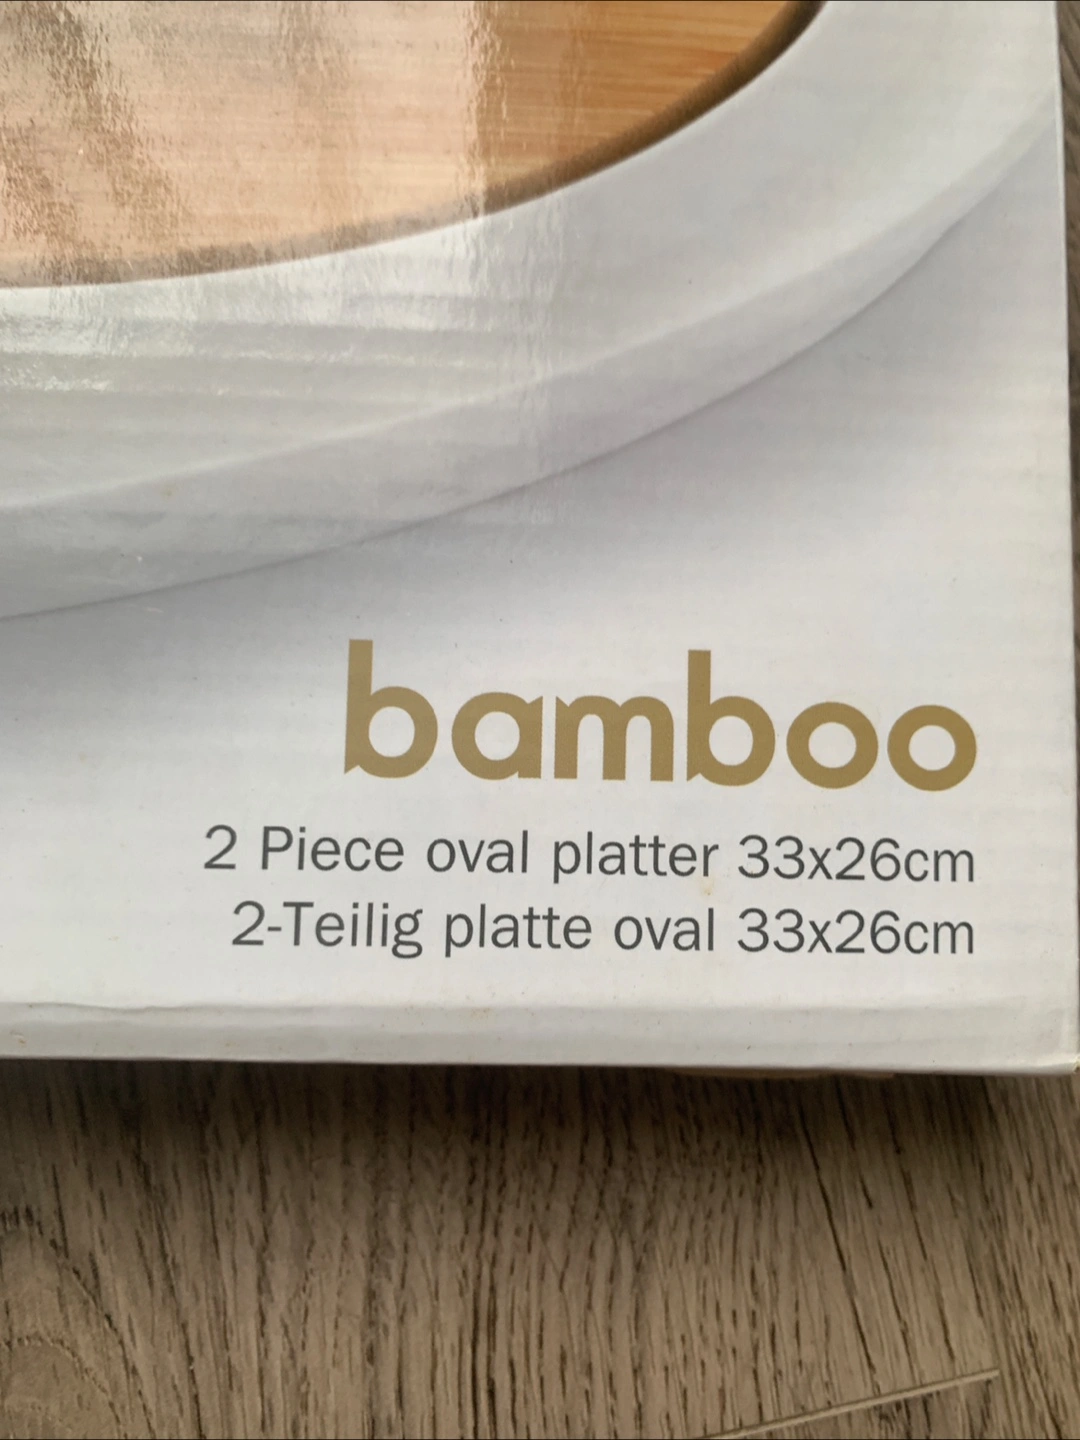 bamboo
2 Piece oval platter 33x26cm
2-Teilig platte oval 33x26cm